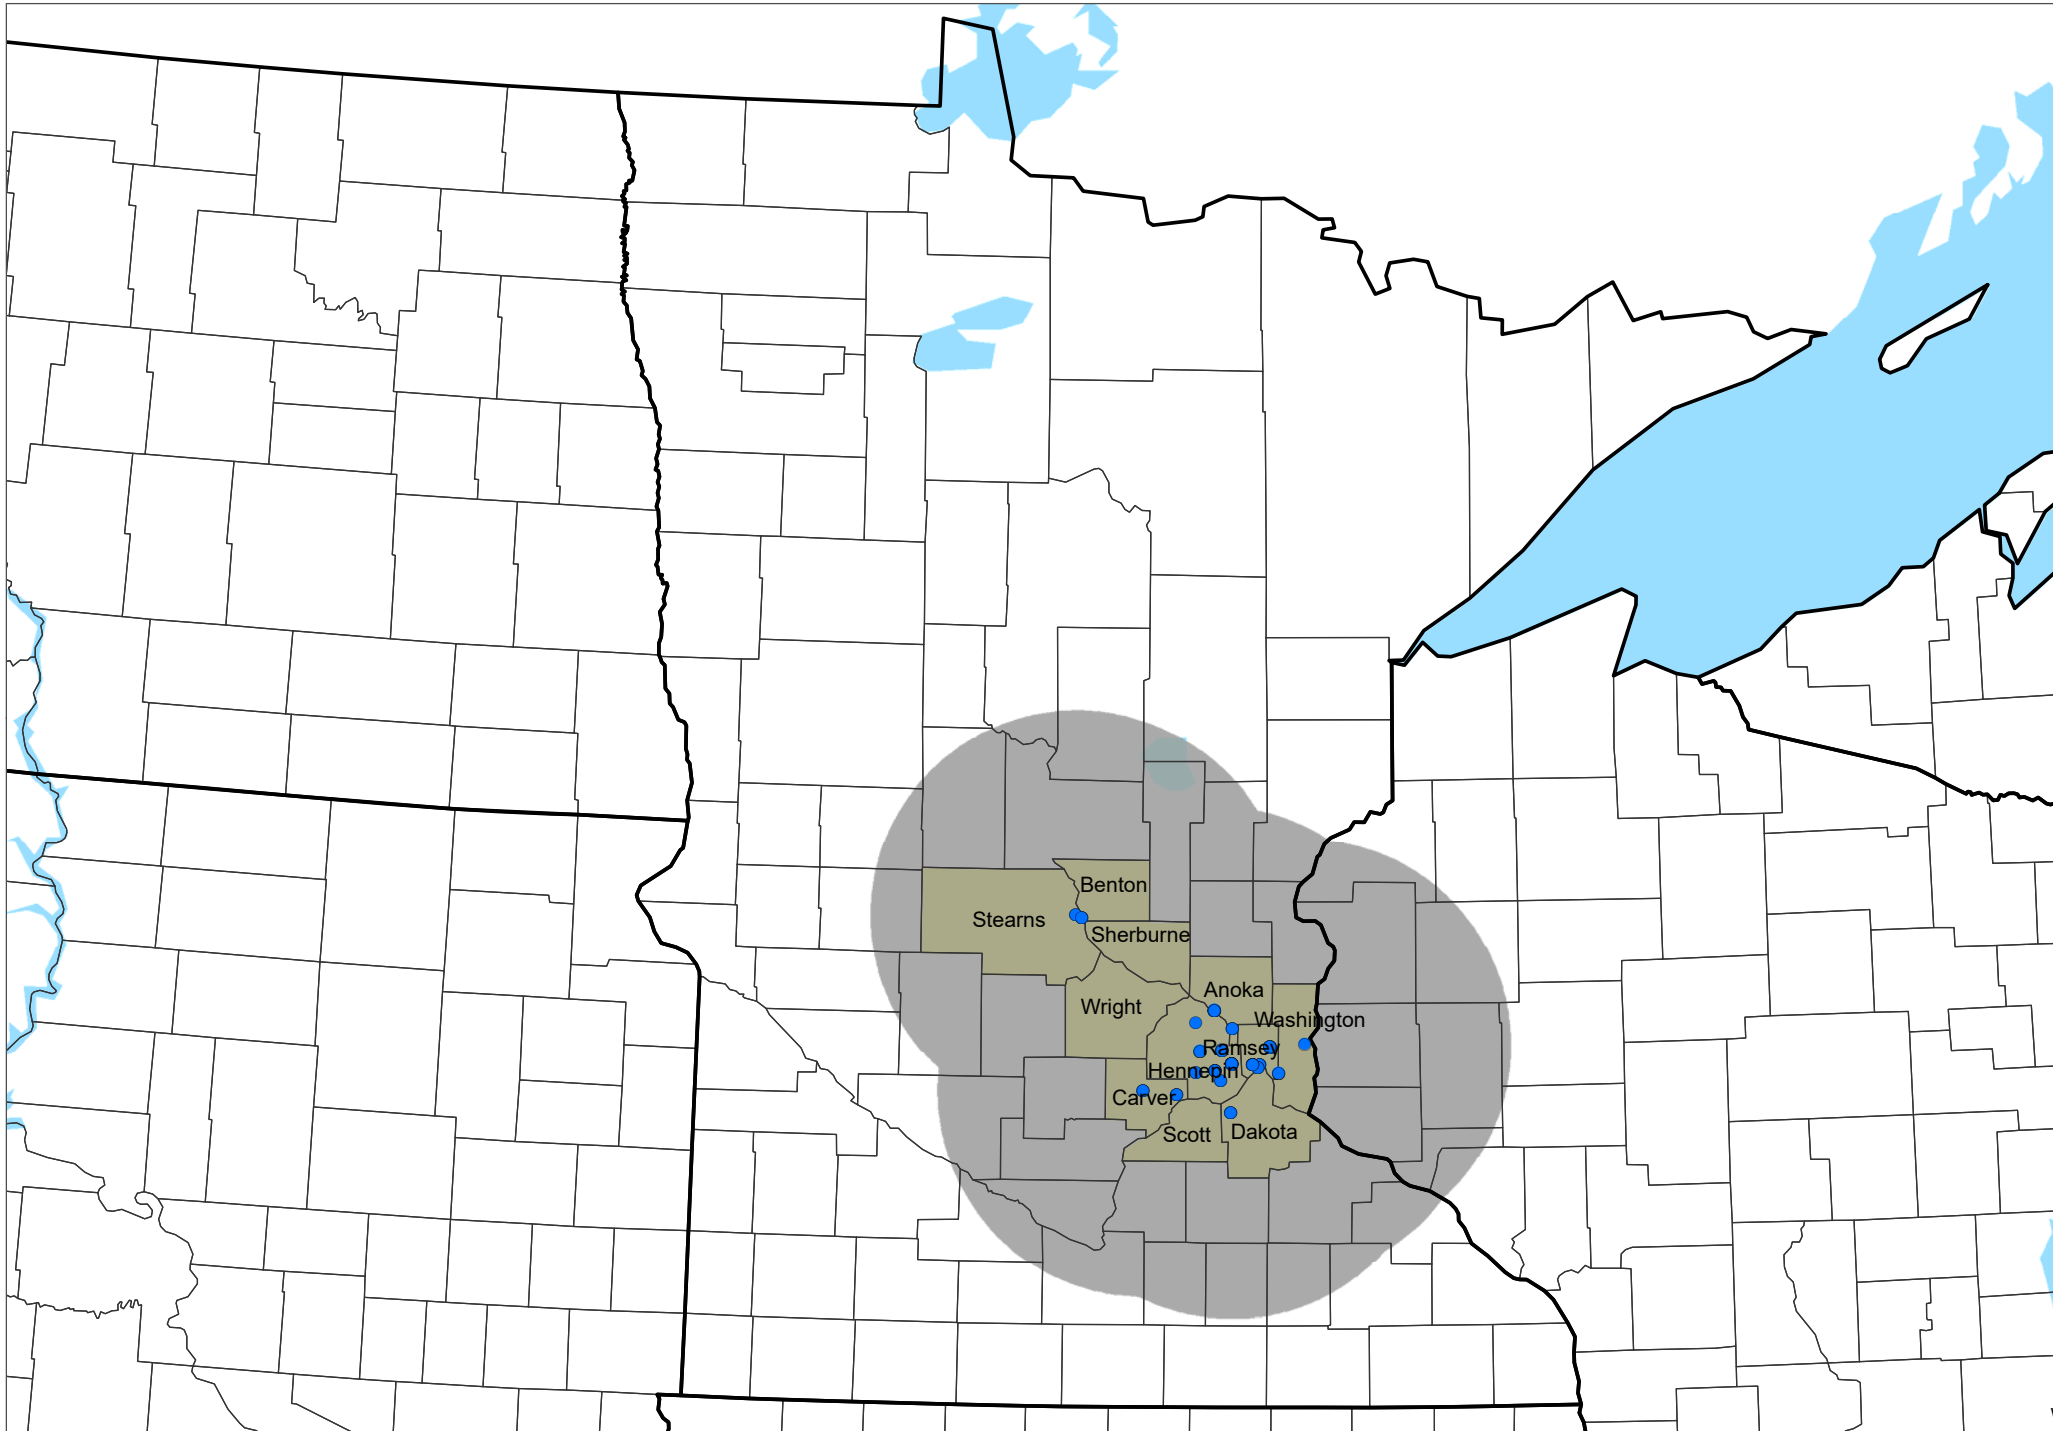 Benton
Stearns
Sherburne
Anoka
Wright
Washington
Ramsey
Hennepin
Carver
Scott
Dakota